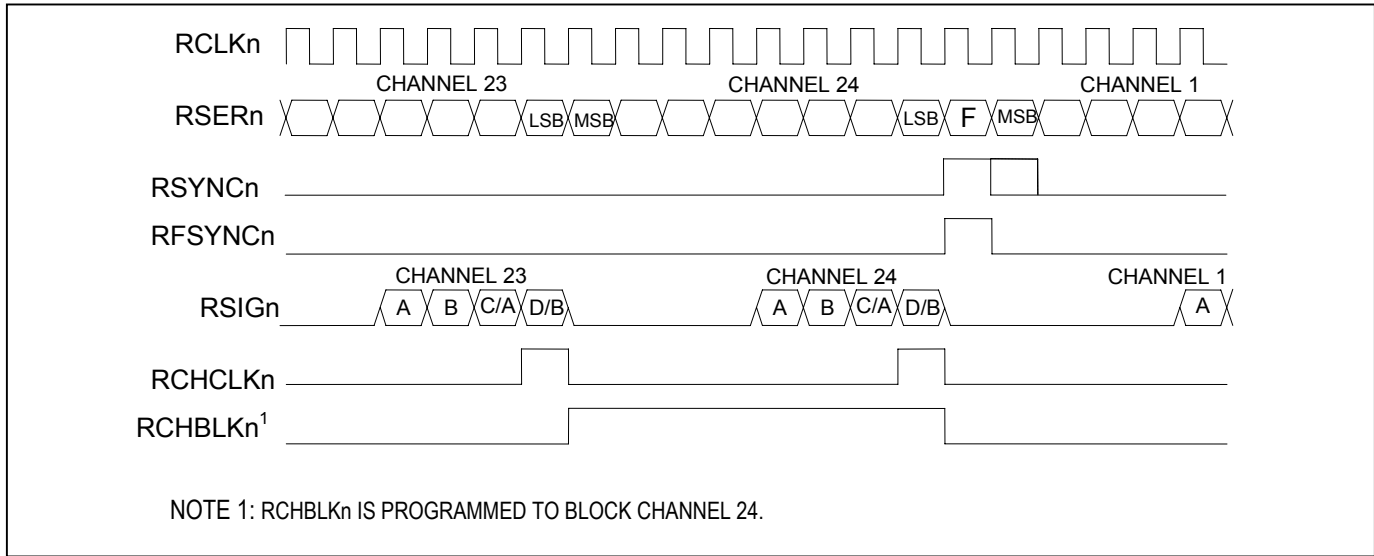 RCLKn
CHANNEL 23 CHANNEL 24 CHANNEL 1
RSERn LSB MSB LSB F MSB
RSYNCn
RFSYNCn
CHANNEL 23 CHANNEL 24 CHANNEL 1
RSIGn A B C/A D/B A B C/A D/B A
RCHCLKn
RCHBLKn¹
NOTE 1: RCHBLKn IS PROGRAMMED TO BLOCK CHANNEL 24.